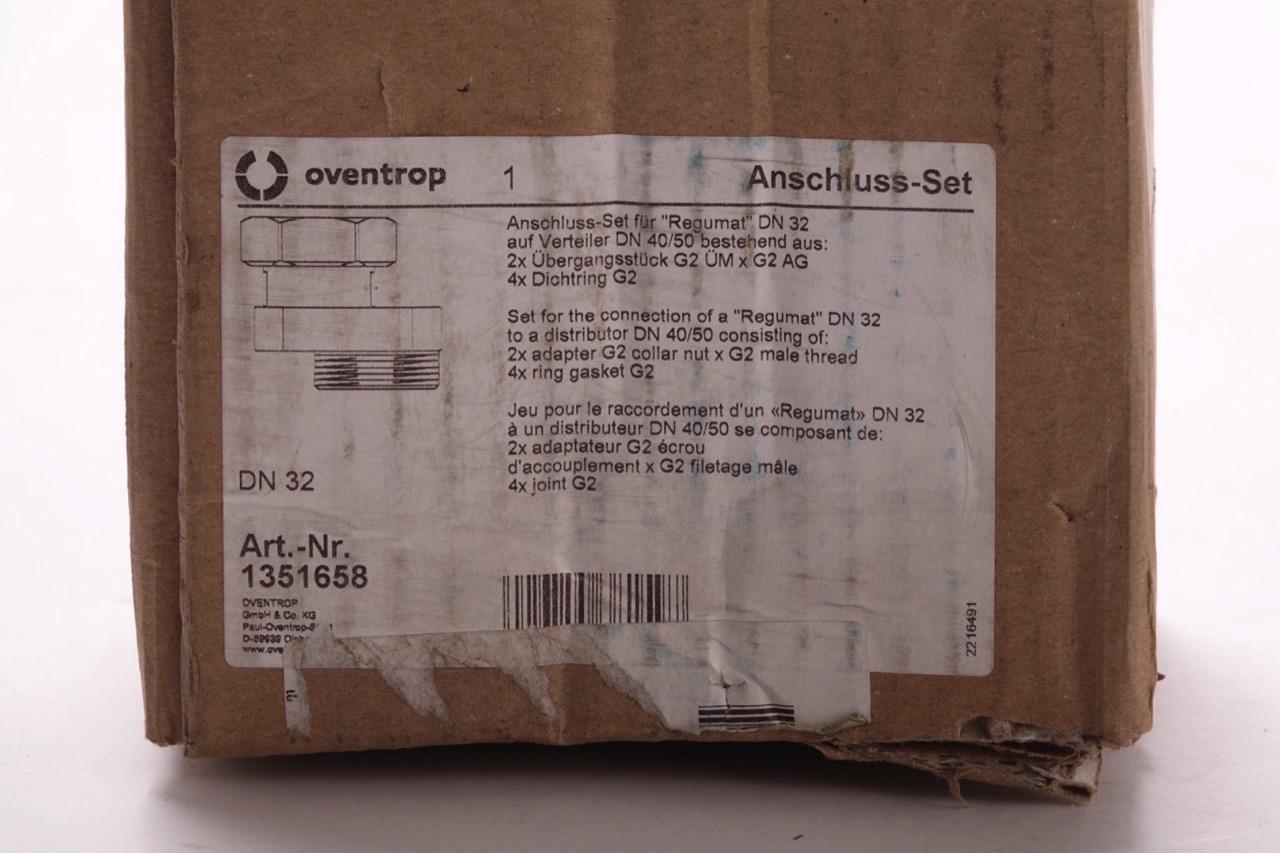 oventrop 1 Anschluss-Set
Anschluss-Set für "Regumat" DN 32
auf Verteiler DN 40/50 bestehend aus:
2x Übergangsstück G2 ÜM x G2 AG
4x Dichtring G2
Set for the connection of a "Regumat" DN 32
to a distributor DN 40/50 consisting of:
2x adapter G2 collar nut x G2 male thread
4x ring gasket G2
Jeu pour le raccordement d'un «Regumat» DN 32
à un distributeur DN 40/50 se composant de:
2x adaptateur G2 écrou
d'accouplement x G2 filetage mâle
4x joint G2
DN 32
Art.-Nr.
1351658
OVENTROP
GmbH & Co. KG
2216491